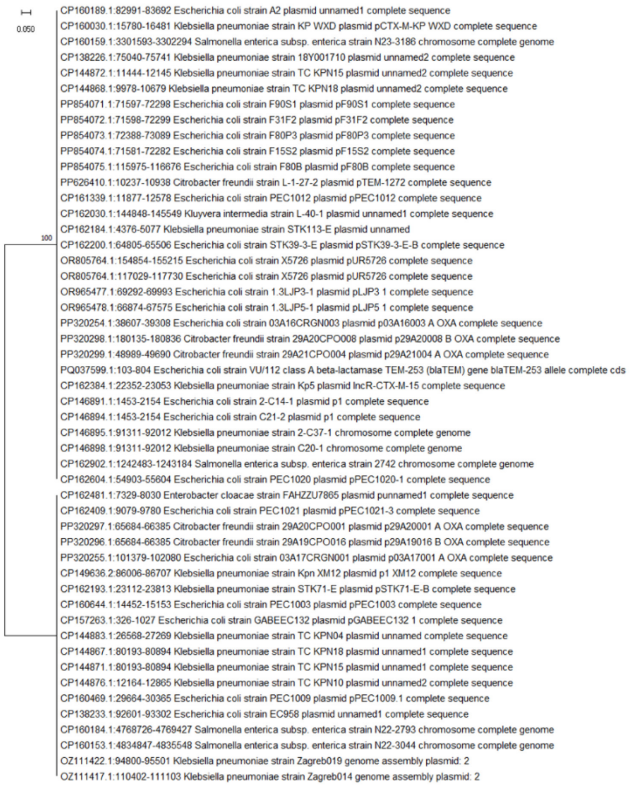 0.050
100
CP160189.1:82991-83692 Escherichia coli strain A2 plasmid unnamed1 complete sequence
CP160030.1:15780-16481 Klebsiella pneumoniae strain KP WXD plasmid pCTX-M-KP WXD complete sequence
CP160159.1:3301593-3302294 Salmonella enterica subsp. enterica strain N23-3186 chromosome complete genome
CP138226.1:75040-75741 Klebsiella pneumoniae strain 18Y001710 plasmid unnamed2 complete sequence
CP144872.1:11444-12145 Klebsiella pneumoniae strain TC KPN15 plasmid unnamed2 complete sequence
CP144868.1:9978-10679 Klebsiella pneumoniae strain TC KPN18 plasmid unnamed2 complete sequence
PP854071.1:71597-72298 Escherichia coli strain F90S1 plasmid pF90S1 complete sequence
PP854072.1:71598-72299 Escherichia coli strain F31F2 plasmid pF31F2 complete sequence
PP854073.1:72388-73089 Escherichia coli strain F80P3 plasmid pF80P3 complete sequence
PP854074.1:71581-72282 Escherichia coli strain F15S2 plasmid pF15S2 complete sequence
PP854075.1:115975-116676 Escherichia coli strain F80B plasmid pF80B complete sequence
PP626410.1:10237-10938 Citrobacter freundii strain L-1-27-2 plasmid pTEM-1272 complete sequence
CP161339.1:11877-12578 Escherichia coli strain PEC1012 plasmid pPEC1012 complete sequence
CP162030.1:144848-145549 Kluyvera intermedia strain L-40-1 plasmid unnamed1 complete sequence
CP162184.1:4376-5077 Klebsiella pneumoniae strain STK113-E plasmid unnamed
CP162200.1:64805-65506 Escherichia coli strain STK39-3-E plasmid pSTK39-3-E-B complete sequence
OR805764.1:154854-155215 Escherichia coli strain X5726 plasmid pUR5726 complete sequence
OR805764.1:117029-117730 Escherichia coli strain X5726 plasmid pUR5726 complete sequence
OR965477.1:69292-69993 Escherichia coli strain 1.3LJP3-1 plasmid pLJP3 1 complete sequence
OR965478.1:66874-67575 Escherichia coli strain 1.3LJP5-1 plasmid pLJP5 1 complete sequence
PP320254.1:38607-39308 Escherichia coli strain 03A16CRGN003 plasmid p03A16003 A OXA complete sequence
PP320298.1:180135-180836 Citrobacter freundii strain 29A20CPO008 plasmid p29A20008 B OXA complete sequence
PP320299.1:48989-49690 Citrobacter freundii strain 29A21CPO004 plasmid p29A21004 A OXA complete sequence
PQ037599.1:103-804 Escherichia coli strain VU/112 class A beta-lactamase TEM-253 (blaTEM) gene blaTEM-253 allele complete cds
CP162384.1:22352-23053 Klebsiella pneumoniae strain Kp5 plasmid IncR-CTX-M-15 complete sequence
CP146891.1:1453-2154 Escherichia coli strain 2-C14-1 plasmid p1 complete sequence
CP146894.1:1453-2154 Escherichia coli strain C21-2 plasmid p1 complete sequence
CP146895.1:91311-92012 Klebsiella pneumoniae strain 2-C37-1 chromosome complete genome
CP146898.1:91311-92012 Klebsiella pneumoniae strain C20-1 chromosome complete genome
CP162902.1:1242483-1243184 Salmonella enterica subsp. enterica strain 2742 chromosome complete genome
CP162604.1:54903-55604 Escherichia coli strain PEC1020 plasmid pPEC1020-1 complete sequence
CP162481.1:7329-8030 Enterobacter cloacae strain FAHZZU7865 plasmid punnamed1 complete sequence
CP162409.1:9079-9780 Escherichia coli strain PEC1021 plasmid pPEC1021-3 complete sequence
PP320297.1:65684-66385 Citrobacter freundii strain 29A20CPO001 plasmid p29A20001 A OXA complete sequence
PP320296.1:65684-66385 Citrobacter freundii strain 29A19CPO016 plasmid p29A19016 B OXA complete sequence
PP320255.1:101379-102080 Escherichia coli strain 03A17CRGN001 plasmid p03A17001 A OXA complete sequence
CP149636.2:86006-86707 Klebsiella pneumoniae strain Kpn XM12 plasmid p1 XM12 complete sequence
CP162193.1:23112-23813 Klebsiella pneumoniae strain STK71-E plasmid pSTK71-E-B complete sequence
CP160644.1:14452-15153 Escherichia coli strain PEC1003 plasmid pPEC1003 complete sequence
CP157263.1:326-1027 Escherichia coli strain GABEEC132 plasmid pGABEEC132 1 complete sequence
CP144883.1:26568-27269 Klebsiella pneumoniae strain TC KPN04 plasmid unnamed complete sequence
CP144867.1:80193-80894 Klebsiella pneumoniae strain TC KPN18 plasmid unnamed1 complete sequence
CP144871.1:80193-80894 Klebsiella pneumoniae strain TC KPN15 plasmid unnamed1 complete sequence
CP144876.1:12164-12865 Klebsiella pneumoniae strain TC KPN10 plasmid unnamed2 complete sequence
CP160469.1:29664-30365 Escherichia coli strain PEC1009 plasmid pPEC1009.1 complete sequence
CP138233.1:92601-93302 Escherichia coli strain EC958 plasmid unnamed1 complete sequence
CP160184.1:4768726-4769427 Salmonella enterica subsp. enterica strain N22-2793 chromosome complete genome
CP160153.1:4834847-4835548 Salmonella enterica subsp. enterica strain N22-3044 chromosome complete genome
OZ111422.1:94800-95501 Klebsiella pneumoniae strain Zagreb019 genome assembly plasmid: 2
OZ111417.1:110402-111103 Klebsiella pneumoniae strain Zagreb014 genome assembly plasmid: 2